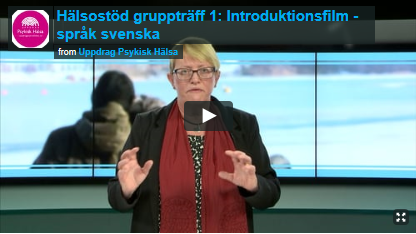 Hälsostöd gruppträff 1: Introduktionsfilm -
språk svenska
from Uppdrag Psykisk Hälsa
Psykisk Hälsa